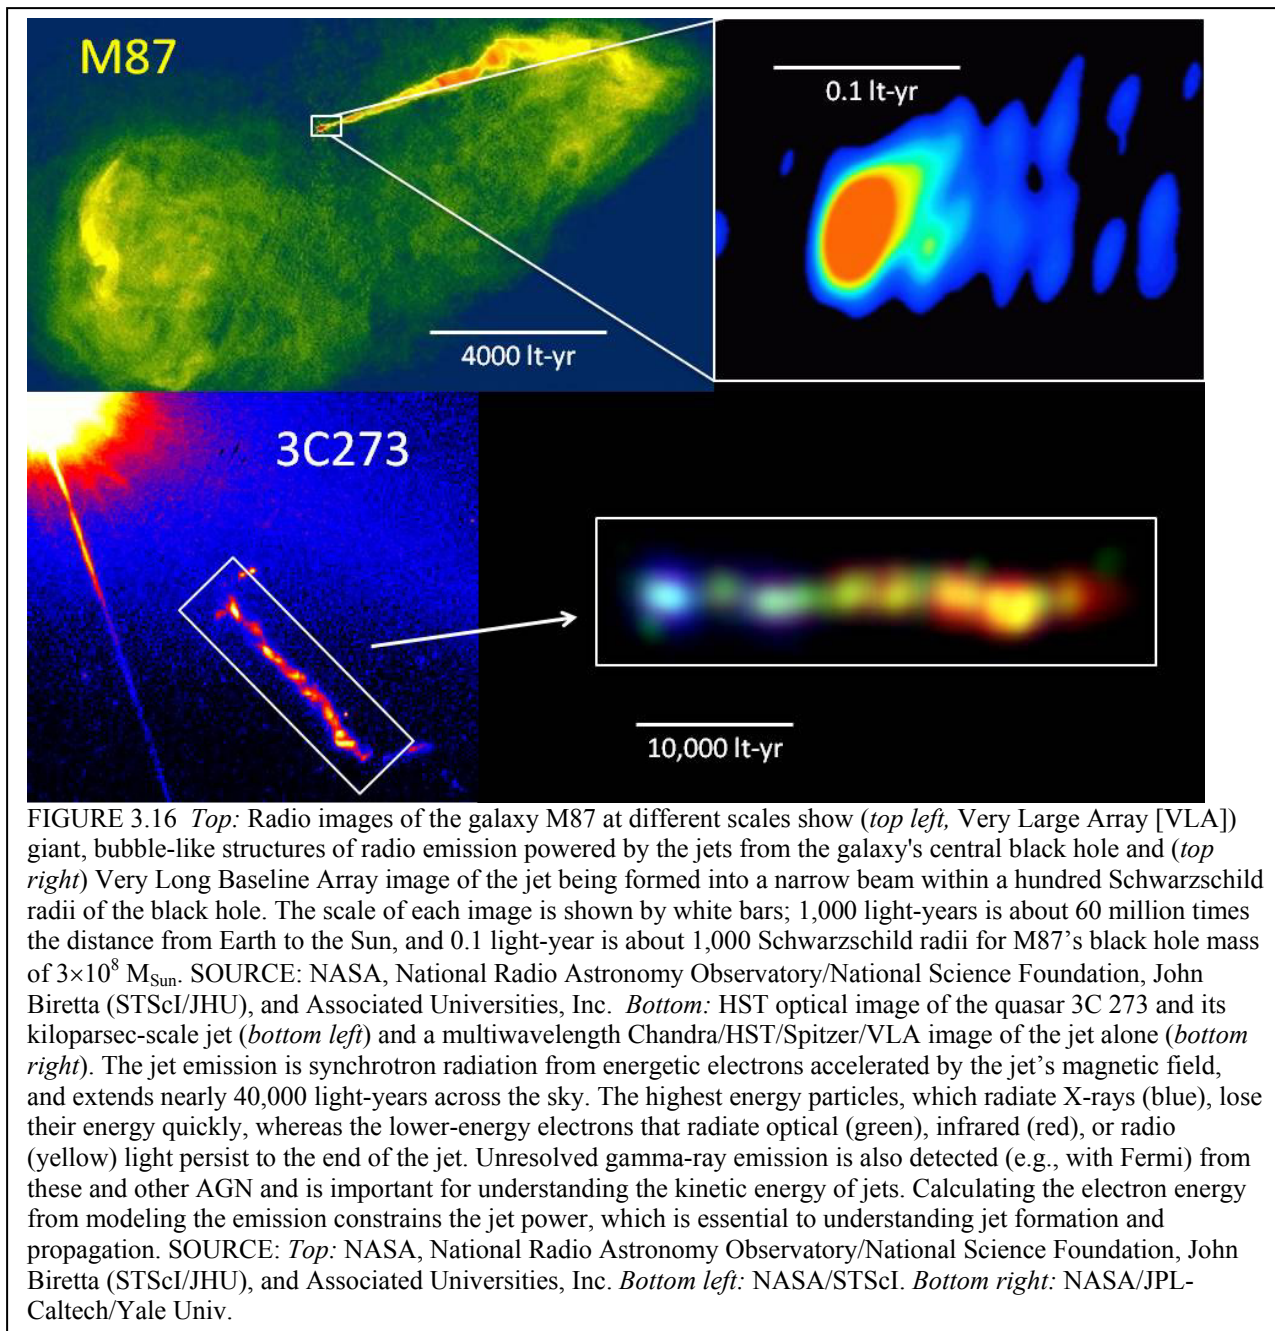 M87
0.1 lt-yr
4000 lt-yr
3C273
10,000 lt-yr
FIGURE 3.16 Top: Radio images of the galaxy M87 at different scales show (top left, Very Large Array [VLA])
giant, bubble-like structures of radio emission powered by the jets from the galaxy's central black hole and (top
right) Very Long Baseline Array image of the jet being formed into a narrow beam within a hundred Schwarzschild
radii of the black hole. The scale of each image is shown by white bars; 1,000 light-years is about 60 million times
the distance from Earth to the Sun, and 0.1 light-year is about 1,000 Schwarzschild radii for M87’s black hole mass
of 3×10⁸ M_Sun. SOURCE: NASA, National Radio Astronomy Observatory/National Science Foundation, John
Biretta (STScI/JHU), and Associated Universities, Inc. Bottom: HST optical image of the quasar 3C 273 and its
kiloparsec-scale jet (bottom left) and a multiwavelength Chandra/HST/Spitzer/VLA image of the jet alone (bottom
right). The jet emission is synchrotron radiation from energetic electrons accelerated by the jet’s magnetic field,
and extends nearly 40,000 light-years across the sky. The highest energy particles, which radiate X-rays (blue), lose
their energy quickly, whereas the lower-energy electrons that radiate optical (green), infrared (red), or radio
(yellow) light persist to the end of the jet. Unresolved gamma-ray emission is also detected (e.g., with Fermi) from
these and other AGN and is important for understanding the kinetic energy of jets. Calculating the electron energy
from modeling the emission constrains the jet power, which is essential to understanding jet formation and
propagation. SOURCE: Top: NASA, National Radio Astronomy Observatory/National Science Foundation, John
Biretta (STScI/JHU), and Associated Universities, Inc. Bottom left: NASA/STScI. Bottom right: NASA/JPL-
Caltech/Yale Univ.